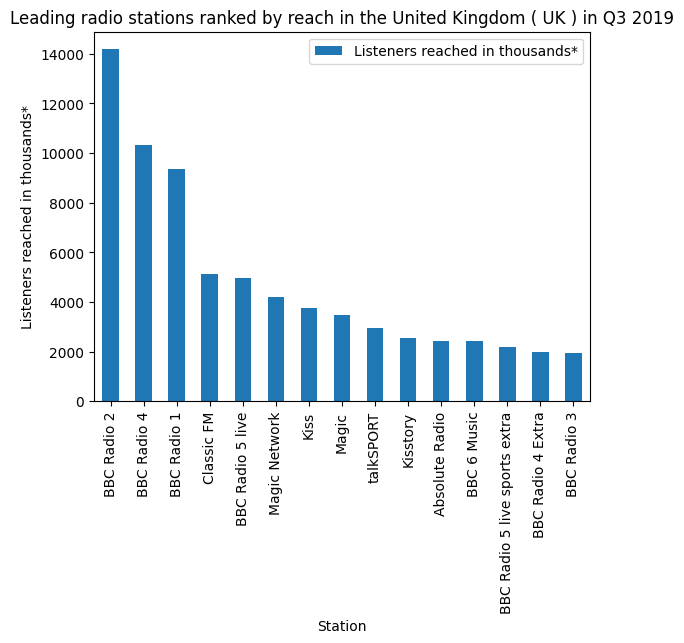 Leading radio stations ranked by reach in the United Kingdom ( UK ) in Q3 2019
Listeners reached in thousands*
Listeners reached in thousands*
14000
12000
10000
8000
6000
4000
2000
0
BBC Radio 2
BBC Radio 4
BBC Radio 1
Classic FM
BBC Radio 5 live
Magic Network
Kiss
Magic
talkSPORT
Kisstory
Absolute Radio
BBC 6 Music
BBC Radio 5 live sports extra
BBC Radio 4 Extra
BBC Radio 3
Station